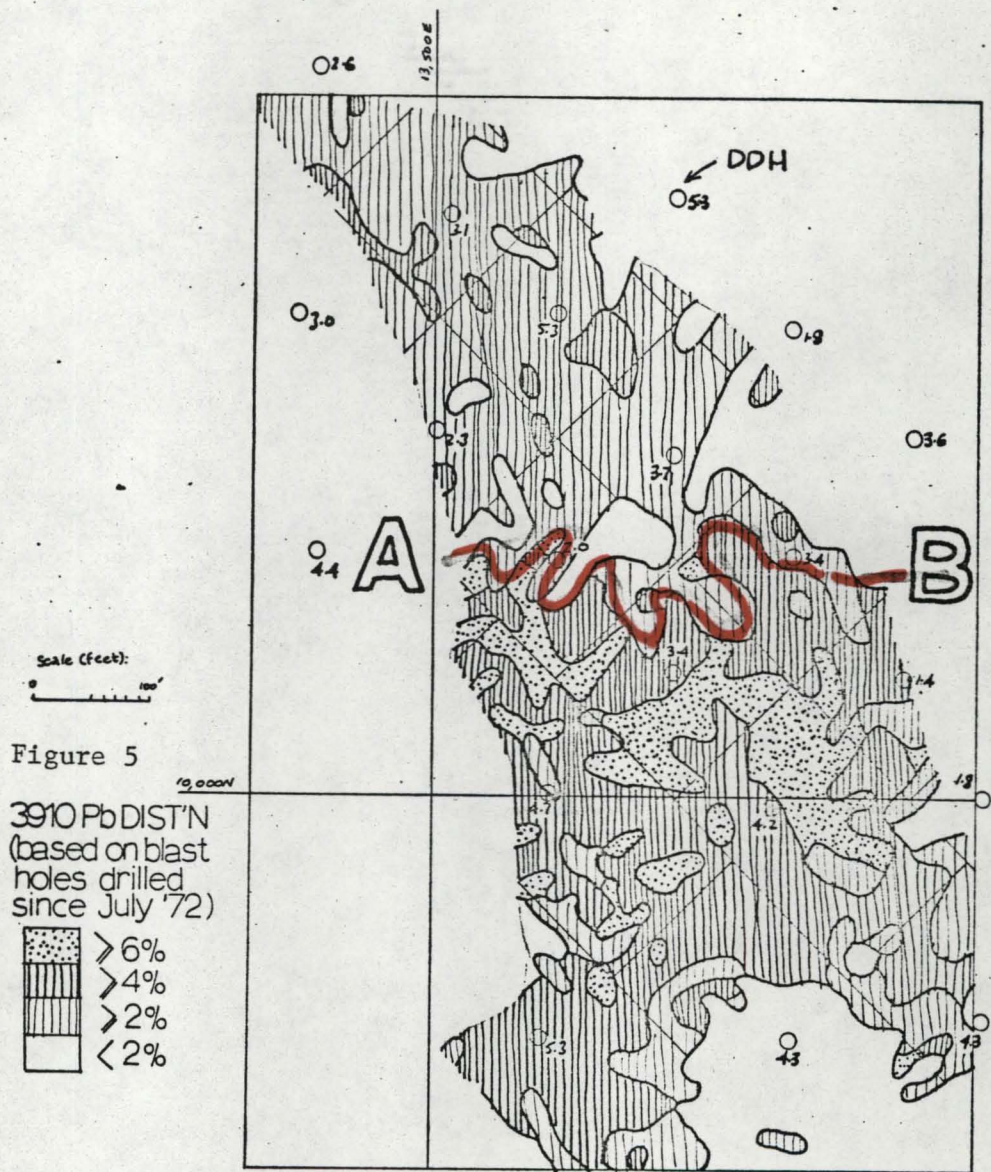 2.6
13,500E
DDH
5.3
3.1
3.0
5.3
1.8
2.3
3.7
3.6
4.4
A
2.0
3.4
B
3.4
1.4
Scale (feet):
0 100'
Figure 5
10,000N
1.8
4.2
3910 Pb DIST'N
(based on blast
holes drilled
since July '72)
⩾6%
⩾4%
⩾2%
<2%
5.3
4.3
4.3